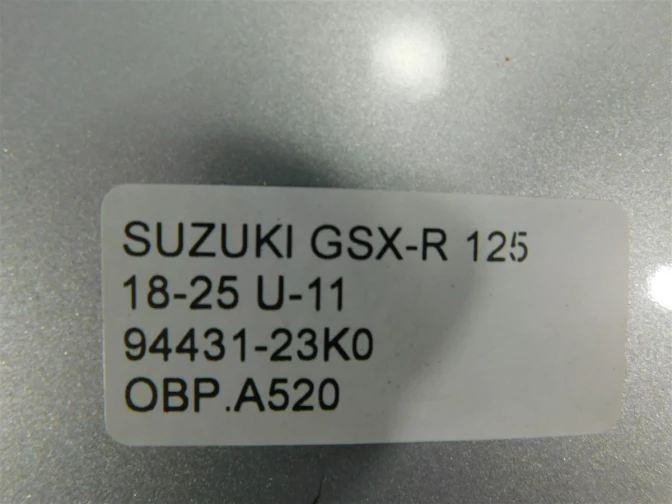 SUZUKI GSX-R 125
18-25 U-11
94431-23K0
OBP.A520